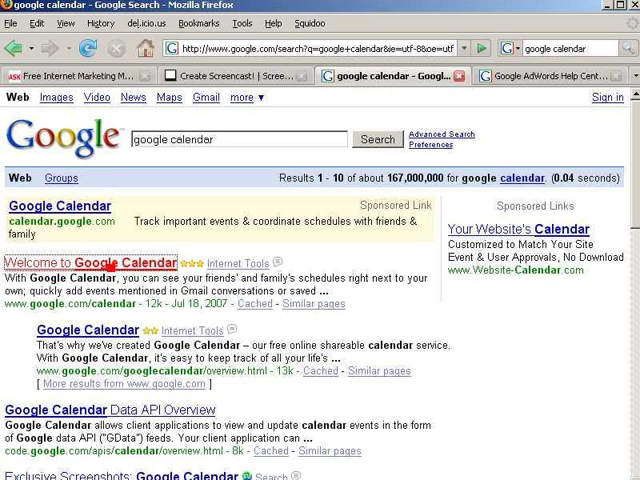 google calendar - Google Search - Mozilla Firefox
File Edit View History del.icio.us Bookmarks Tools Help Squidoo
http://www.google.com/search?q=google+calendar&ie=utf-8&oe=utf
google calendar
Free Internet Marketing M...
Create Screencast! | Scree...
google calendar - Googl...
Google AdWords Help Cent...
Web Images Video News Maps Gmail more ▼ Sign in
Google
google calendar
Search
Advanced Search
Preferences
Web Groups Results 1 - 10 of about 167,000,000 for google calendar. (0.04 seconds)
Google Calendar Sponsored Link
calendar.google.com Track important events & coordinate schedules with friends &
family
Sponsored Links
Your Website's Calendar
Customized to Match Your Site
Event & User Approvals, No Download
www.Website-Calendar.com
Welcome to Google Calendar Internet Tools
With Google Calendar, you can see your friends' and family's schedules right next to your
own; quickly add events mentioned in Gmail conversations or saved ...
www.google.com/calendar - 12k - Jul 18, 2007 - Cached - Similar pages
Google Calendar Internet Tools
That's why we've created Google Calendar – our free online shareable calendar service.
With Google Calendar, it's easy to keep track of all your life's ...
www.google.com/googlecalendar/overview.html - 13k - Cached - Similar pages
[ More results from www.google.com ]
Google Calendar Data API Overview
Google Calendar allows client applications to view and update calendar events in the form
of Google data API ("GData") feeds. Your client application can ...
code.google.com/apis/calendar/overview.html - 8k - Cached - Similar pages
Exclusive Screenshots: Google Calendar Search